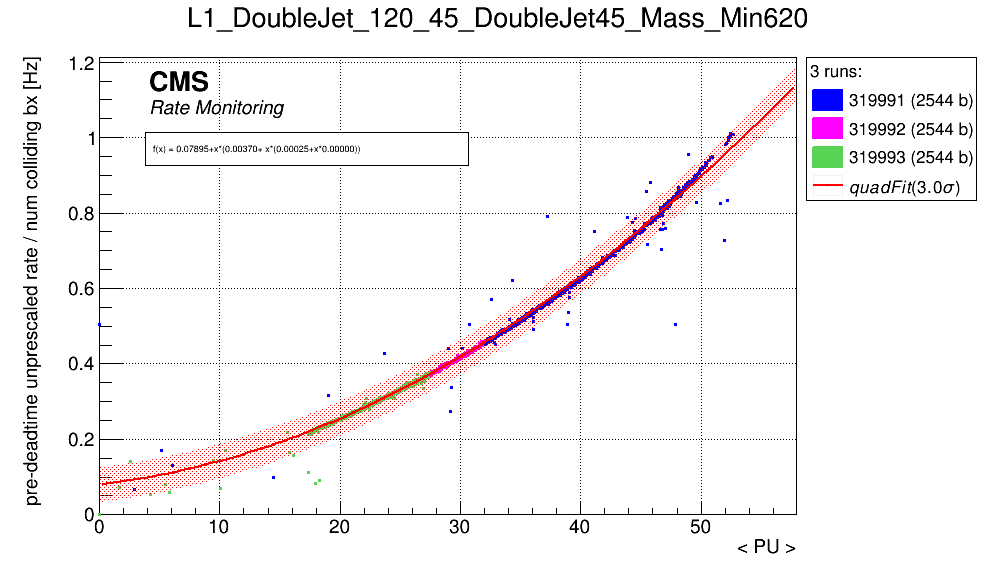 L1_DoubleJet_120_45_DoubleJet45_Mass_Min620
pre-deadtime unprescaled rate / num colliding bx [Hz]
1.2
1
0.8
0.6
0.4
0.2
0
CMS
Rate Monitoring
f(x) = 0.07895+x*(0.00370+ x*(0.00025+x*0.00000))
3 runs:
319991 (2544 b)
319992 (2544 b)
319993 (2544 b)
quadFit(3.0σ)
0 10 20 30 40 50
< PU >